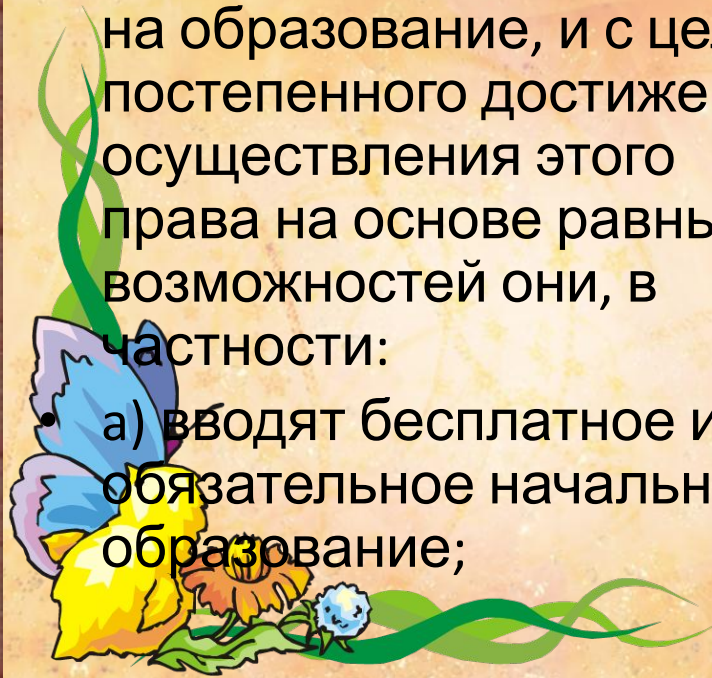 на образование, и с це
постепенного достиже
осуществления этого
права на основе равны
возможностей они, в
частности:
• а) вводят бесплатное и
обязательное начальн
образование;